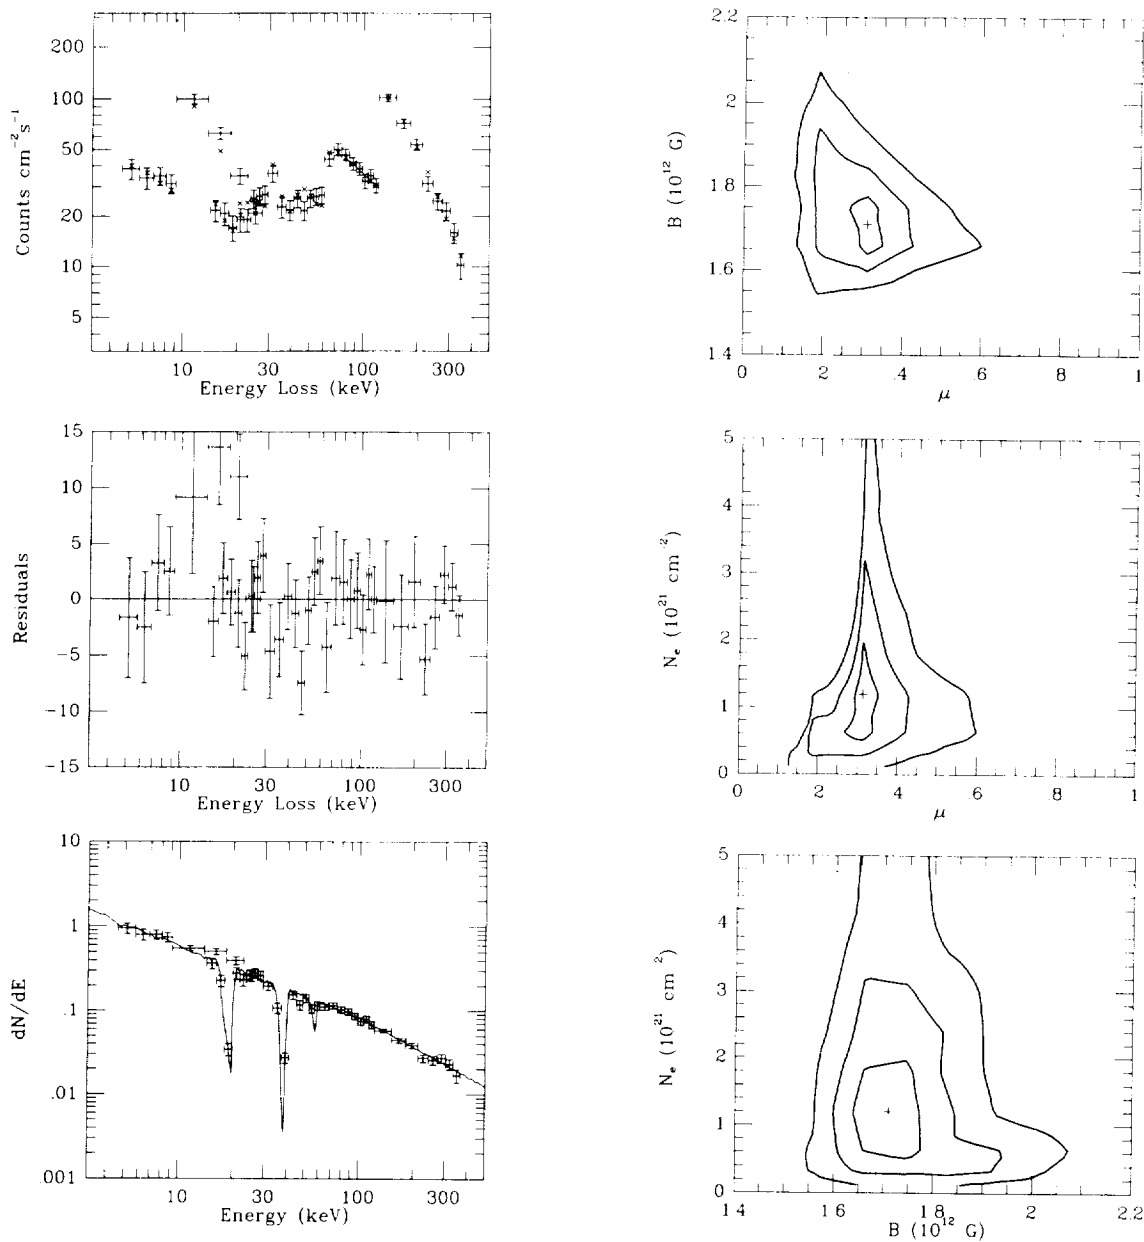 200
100
50
20
10
5
Counts cm⁻²s⁻¹
10 30 100 300
Energy Loss (keV)
15
10
5
0
-5
-10
-15
Residuals
10 30 100 300
Energy Loss (keV)
10
1
.1
.01
.001
dN/dE
10 30 100 300
Energy (keV)
2.2
2
1.8
1.6
1.4
B (10¹² G)
0 .2 .4 .6 .8 1
μ
5
4
3
2
1
0
Nₑ (10²¹ cm⁻²)
0 .2 .4 .6 .8 1
μ
5
4
3
2
1
0
Nₑ (10²¹ cm⁻²)
1.4 1.6 1.8 2 2.2
B (10¹² G)